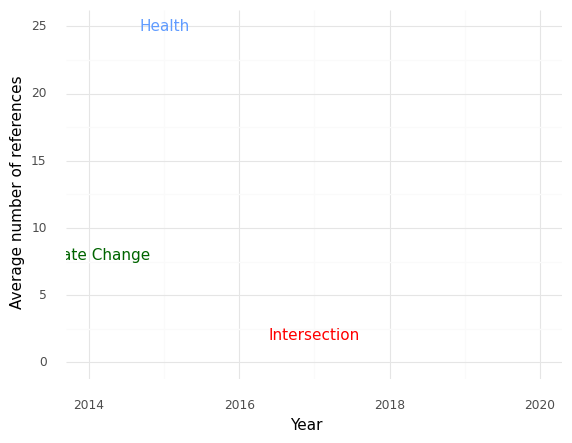 25
Health
20
15
10
ate Change
5
Intersection
0
2014 2016 2018 2020
Year
Average number of references